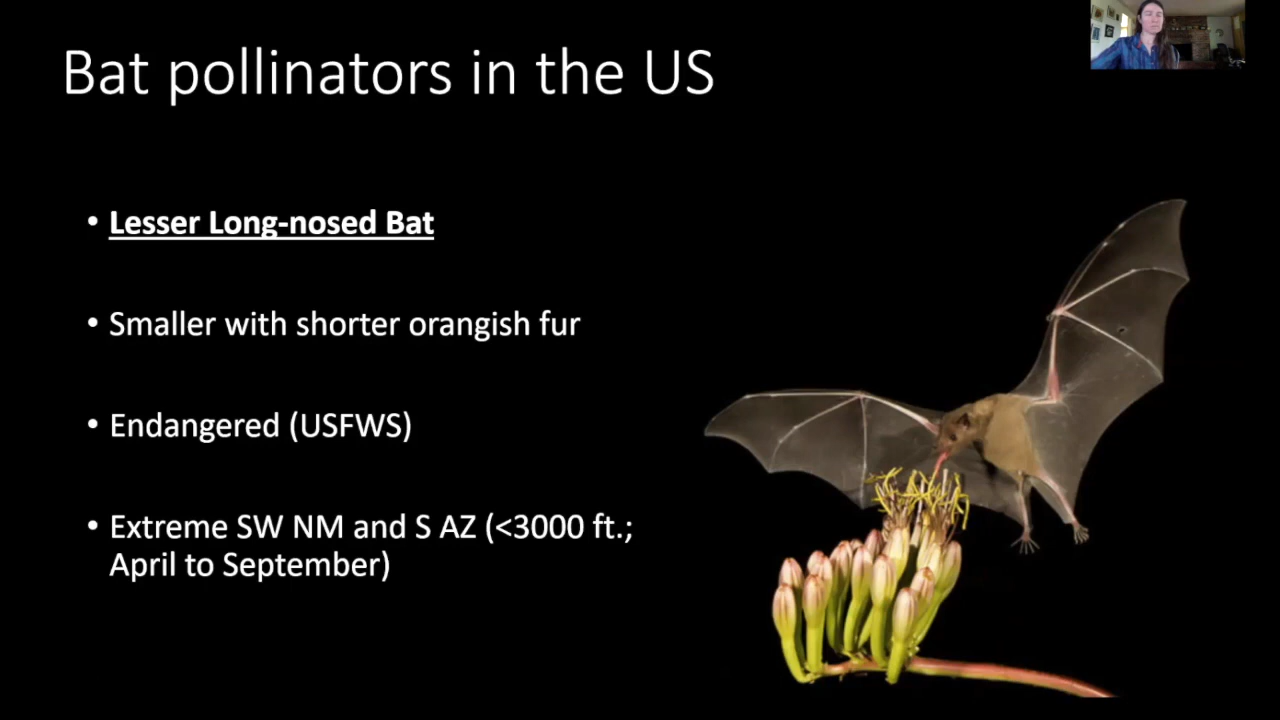 Bat pollinators in the US
• Lesser Long-nosed Bat
• Smaller with shorter orangish fur
• Endangered (USFWS)
• Extreme SW NM and S AZ (<3000 ft.;
April to September)